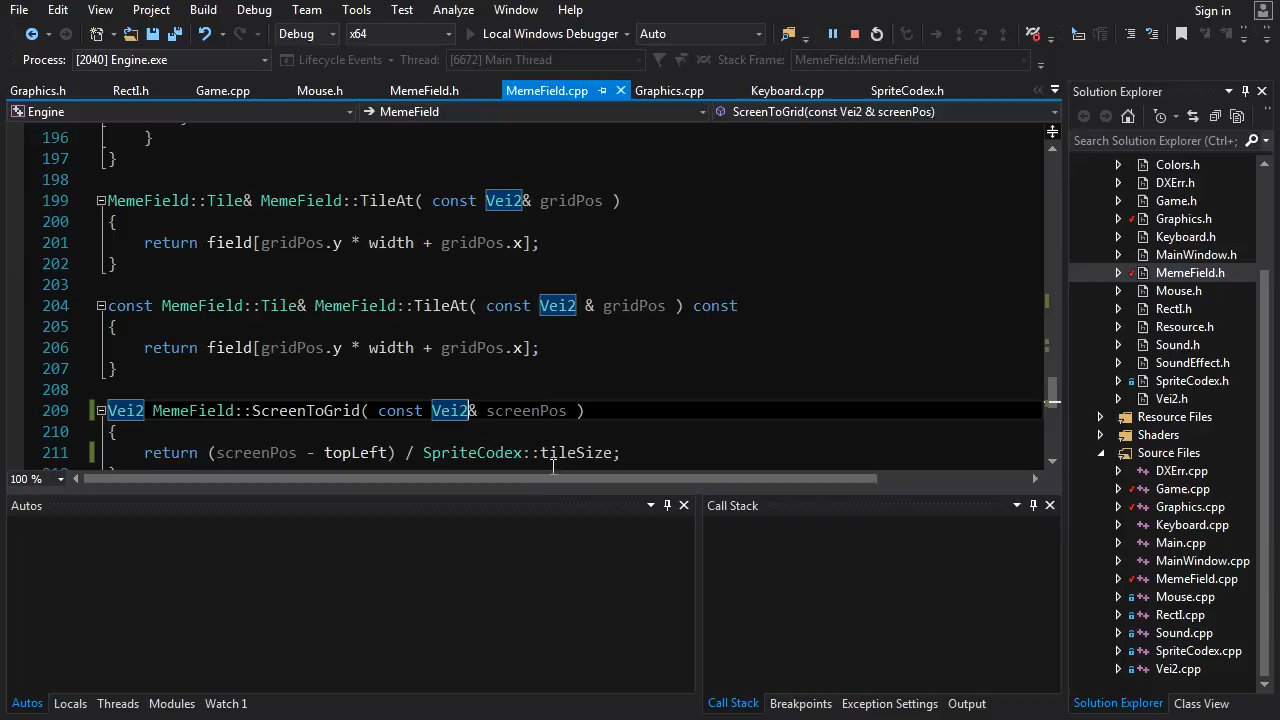 File Edit View Project Build Debug Team Tools Test Analyze Window Help Sign in
Debug x64 Local Windows Debugger Auto
Process: [2040] Engine.exe Lifecycle Events Thread: [6672] Main Thread Stack Frame: MemeField::MemeField
Graphics.h RectI.h Game.cpp Mouse.h MemeField.h MemeField.cpp Graphics.cpp Keyboard.cpp SpriteCodex.h
Engine MemeField ScreenToGrid(const Vei2 & screenPos)
196 }
197 }
198
199 MemeField::Tile& MemeField::TileAt( const Vei2& gridPos )
200 {
201 return field[gridPos.y * width + gridPos.x];
202 }
203
204 const MemeField::Tile& MemeField::TileAt( const Vei2 & gridPos ) const
205 {
206 return field[gridPos.y * width + gridPos.x];
207 }
208
209 Vei2 MemeField::ScreenToGrid( const Vei2& screenPos )
210 {
211 return (screenPos - topLeft) / SpriteCodex::tileSize;
100 %
Autos
Call Stack
Autos Locals Threads Modules Watch 1
Call Stack Breakpoints Exception Settings Output
Solution Explorer
Search Solution Explorer (Ctrl+;
Colors.h
DXErr.h
Game.h
Graphics.h
Keyboard.h
MainWindow.h
MemeField.h
Mouse.h
RectI.h
Resource.h
Sound.h
SoundEffect.h
SpriteCodex.h
Vei2.h
Resource Files
Shaders
Source Files
DXErr.cpp
Game.cpp
Graphics.cpp
Keyboard.cpp
Main.cpp
MainWindow.cpp
MemeField.cpp
Mouse.cpp
RectI.cpp
Sound.cpp
SpriteCodex.cpp
Vei2.cpp
Solution Explorer Class View